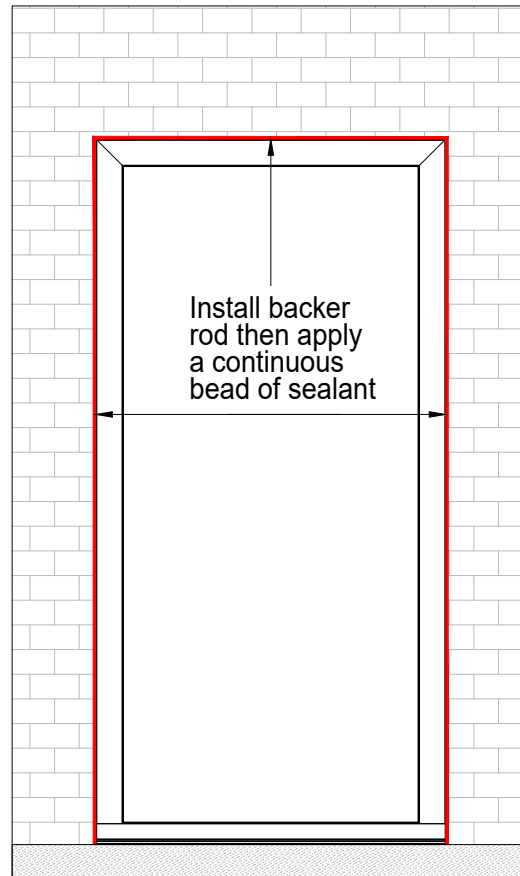 Install backer
rod then apply
a continuous
bead of sealant